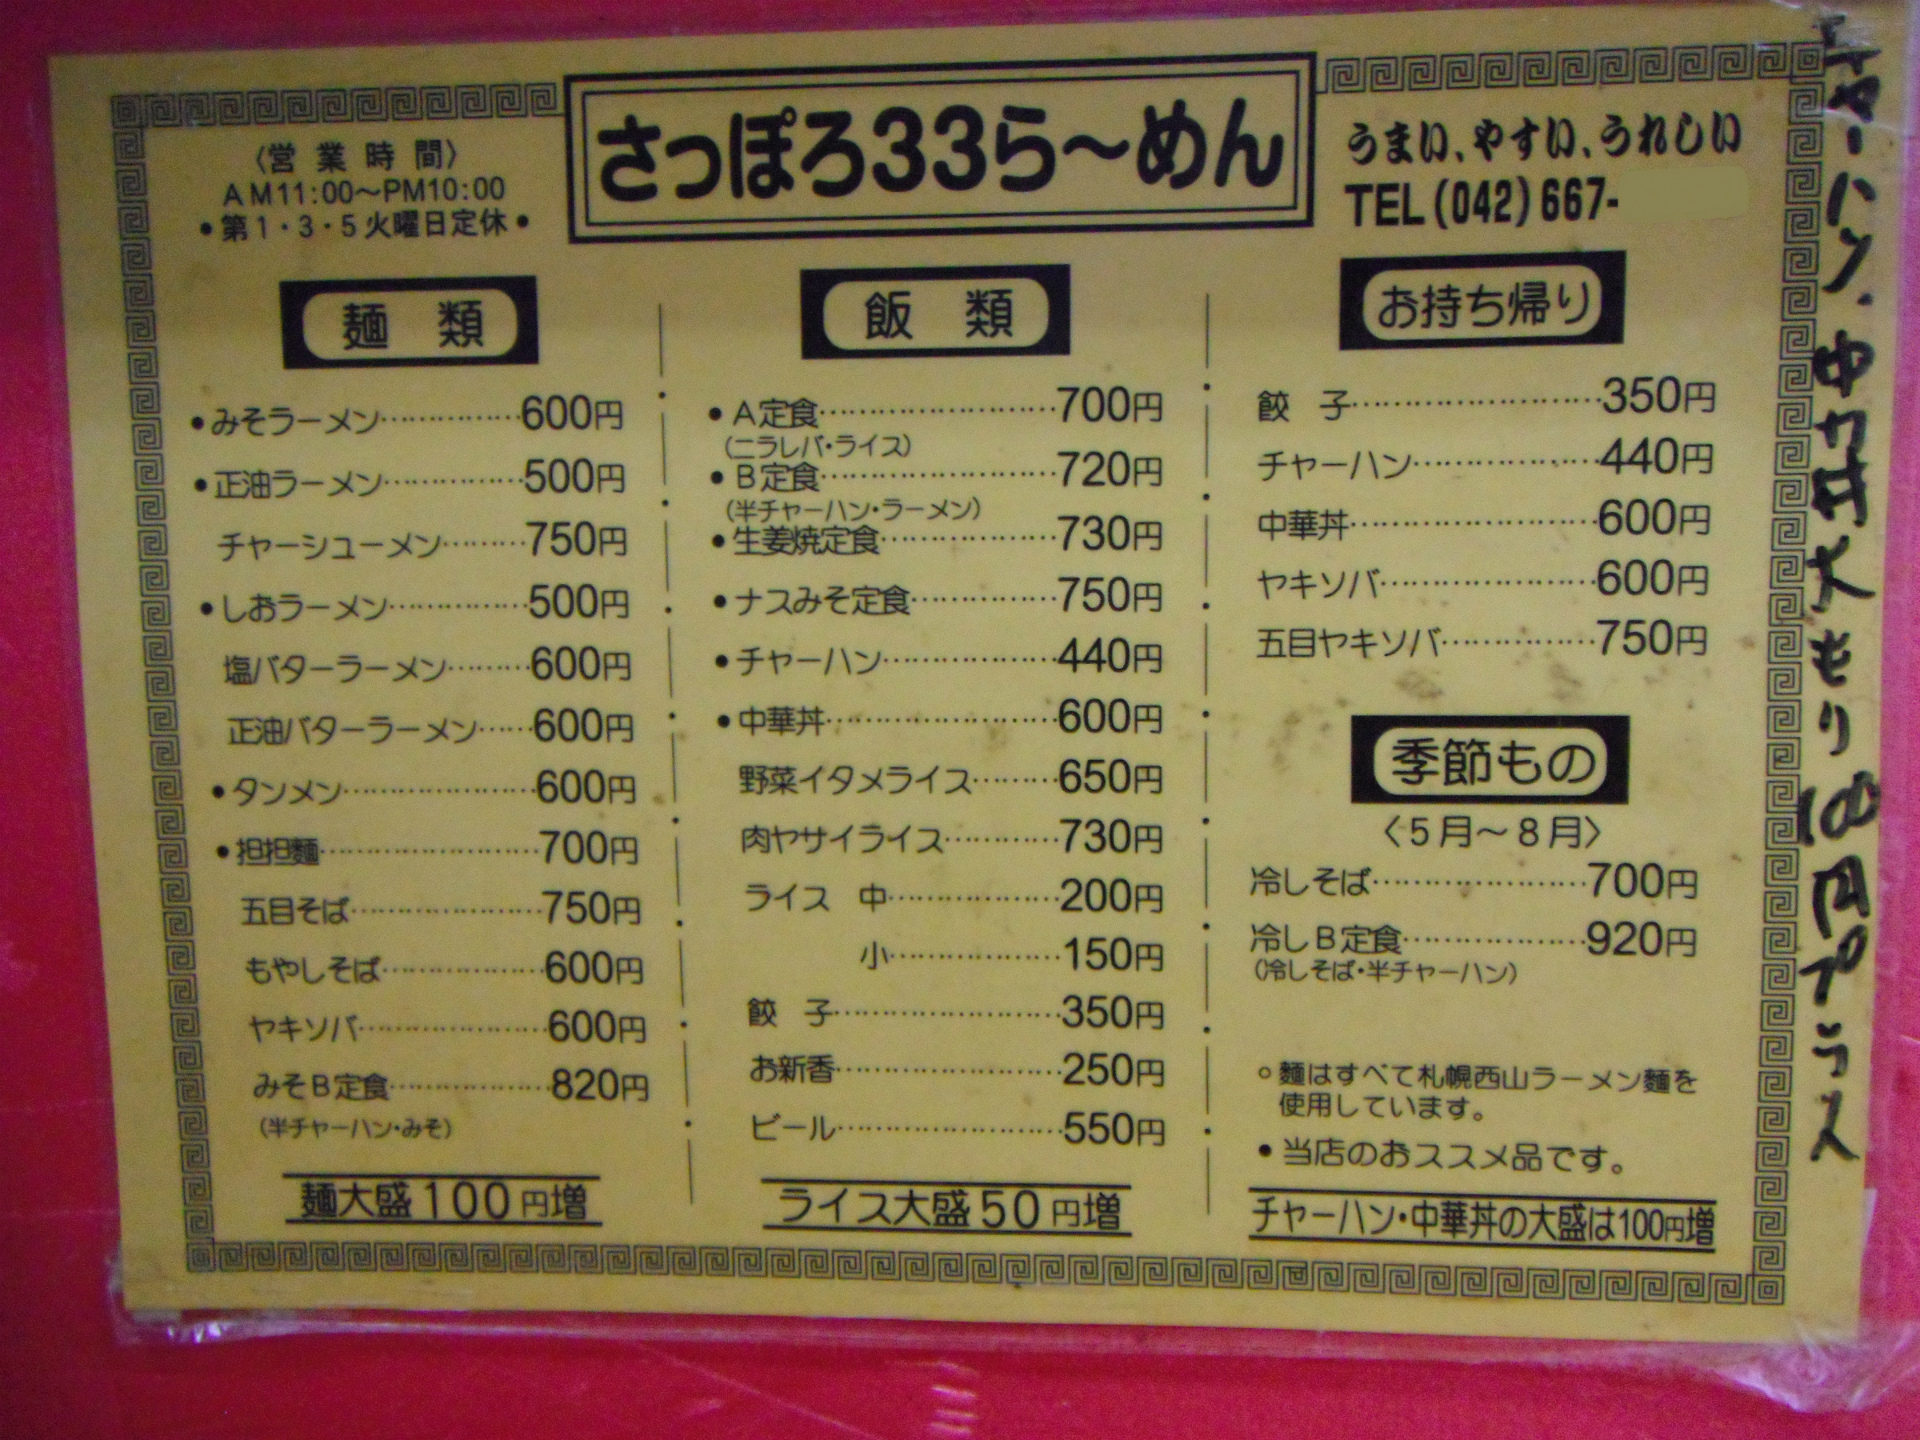 さっぽろ33ら〜めん
〈営業時間〉
AM11:00〜PM10:00
•第1・3・5火曜日定休•
うまい、やすい、うれしい
TEL(042)667-
麺類
•みそラーメン……………600円
•正油ラーメン……………500円
チャーシューメン………750円
•しおラーメン……………500円
塩バターラーメン………600円
正油バターラーメン……600円
•タンメン…………………600円
•担担麺……………………700円
五目そば…………………750円
もやしそば………………600円
ヤキソバ…………………600円
みそB定食………………820円
(半チャーハン・みそ)
麺大盛100円増
飯類
•A定食……………………700円
(ニラレバ・ライス)
•B定食……………………720円
(半チャーハン・ラーメン)
•生姜焼定食………………730円
•ナスみそ定食……………750円
•チャーハン………………440円
•中華丼……………………600円
野菜イタメライス………650円
肉ヤサイライス…………730円
ライス 中………………200円
小………………150円
餃子……………………350円
お新香……………………250円
ビール……………………550円
ライス大盛50円増
お持ち帰り
餃子………………………350円
チャーハン………………440円
中華丼……………………600円
ヤキソバ…………………600円
五目ヤキソバ……………750円
季節もの
〈5月〜8月〉
冷しそば…………………700円
冷しB定食………………920円
(冷しそば・半チャーハン)
○麺はすべて札幌西山ラーメン麺を
使用しています。
•当店のおススメ品です。
チャーハン・中華丼の大盛は100円増
チャーハン、中カ丼大もり100円プラス